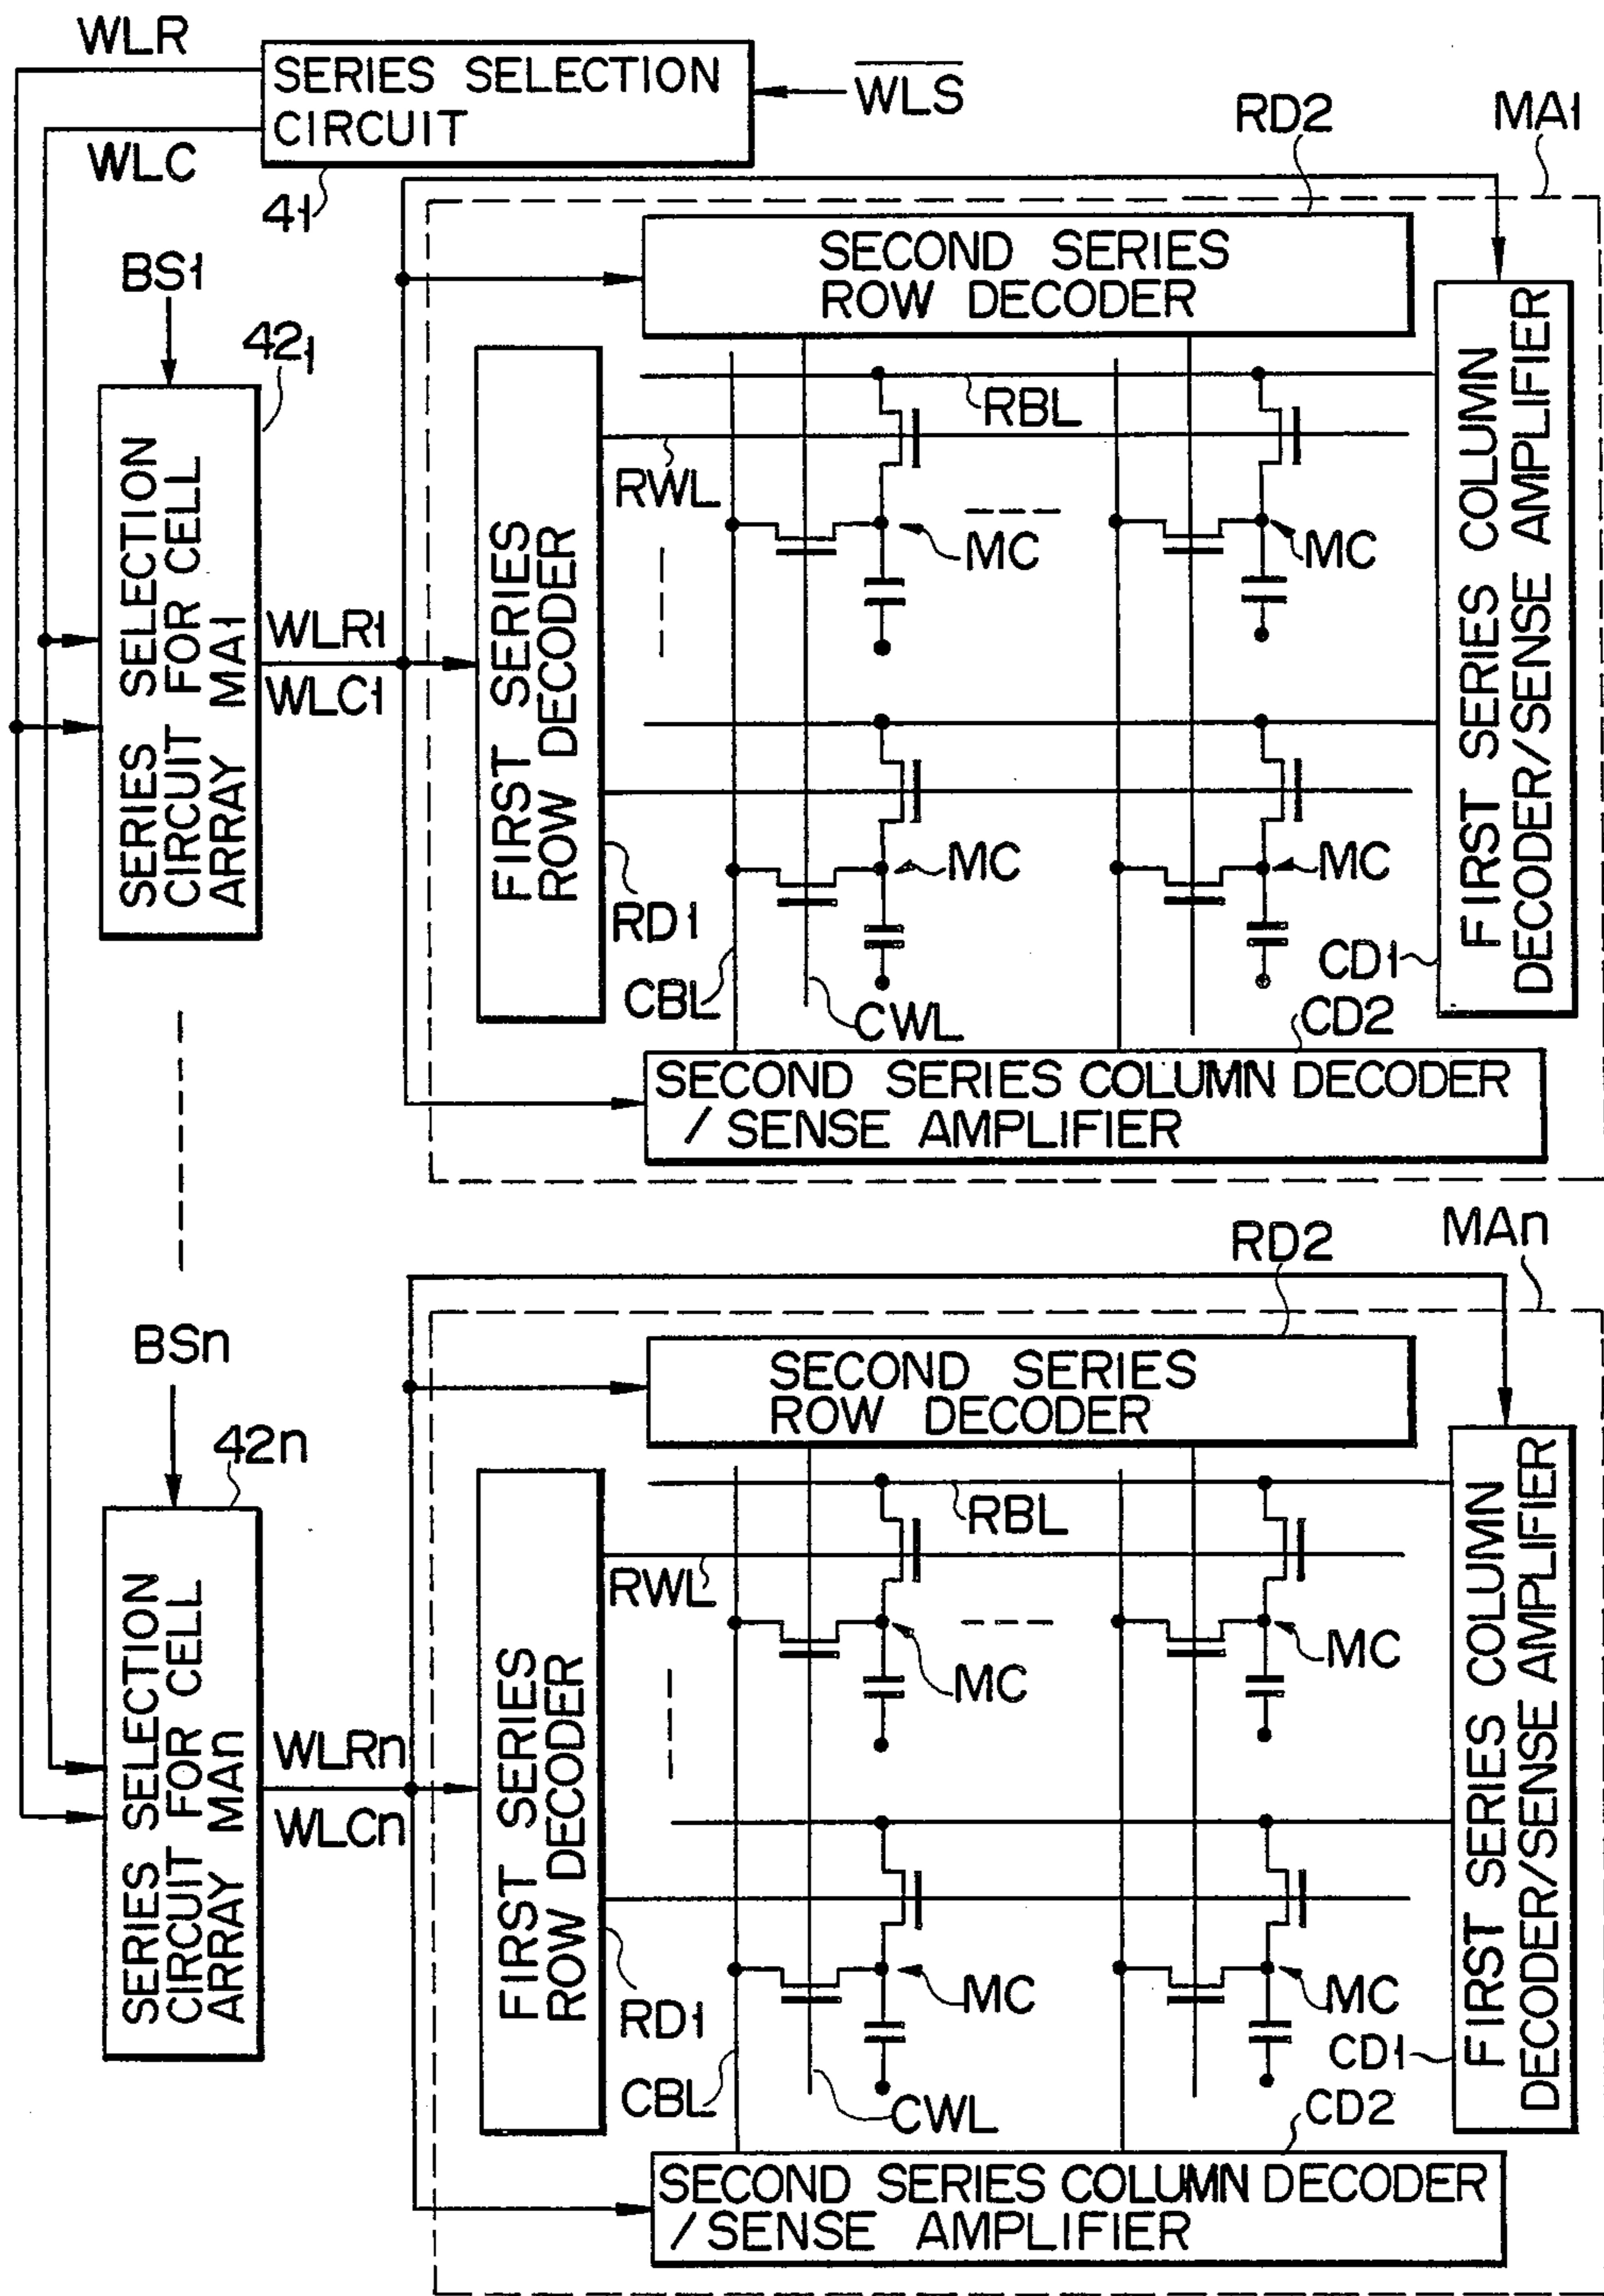 WLR
SERIES SELECTION
CIRCUIT
WLS
WLC
41
RD2
MA1
BS1
42₁
SECOND SERIES
ROW DECODER
SERIES SELECTION
CIRCUIT FOR CELL
ARRAY MA1
WLR1
WLC1
FIRST SERIES
ROW DECODER
RBL
RWL
MC
MC
FIRST SERIES COLUMN
DECODER/SENSE AMPLIFIER
MC
MC
RD1
CD1
CBL
CWL
CD2
SECOND SERIES COLUMN DECODER
/ SENSE AMPLIFIER
RD2
MAn
BSn
42n
SECOND SERIES
ROW DECODER
SERIES SELECTION
CIRCUIT FOR CELL
ARRAY MAn
WLRn
WLCn
FIRST SERIES
ROW DECODER
RBL
RWL
MC
MC
FIRST SERIES COLUMN
DECODER/SENSE AMPLIFIER
MC
MC
RD1
CD1
CBL
CWL
CD2
SECOND SERIES COLUMN DECODER
/SENSE AMPLIFIER